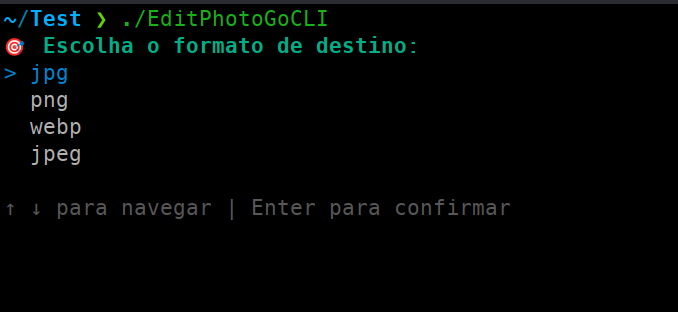 ~/Test ❯ ./EditPhotoGoCLI
🎯 Escolha o formato de destino:
> jpg
png
webp
jpeg
↑ ↓ para navegar | Enter para confirmar